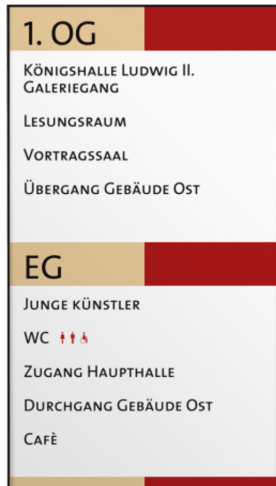 1. OG
Königshalle Ludwig II.
Galeriegang
Lesungsraum
Vortragssaal
Übergang Gebäude Ost
EG
Junge künstler
WC
Zugang Haupthalle
Durchgang Gebäude Ost
Cafè